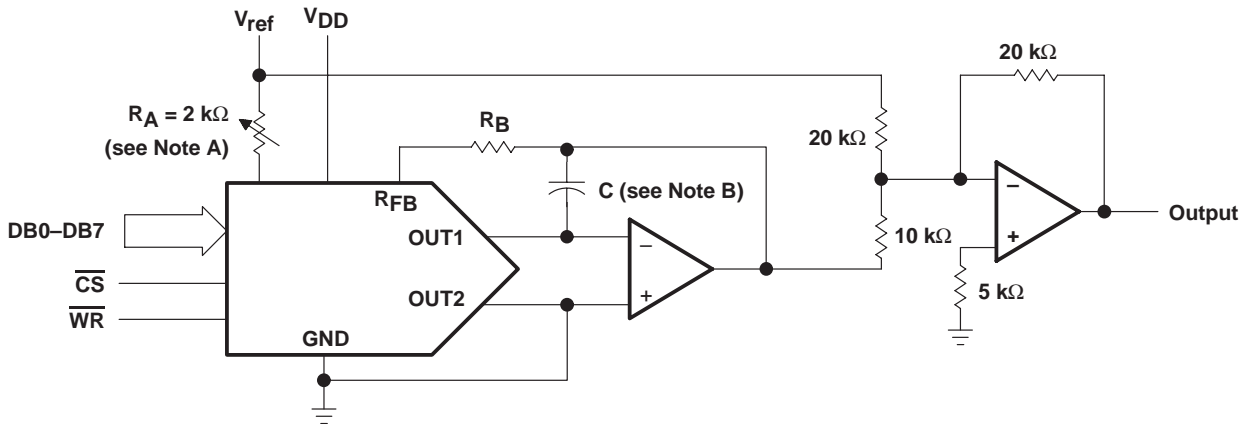 Vref
VDD
20 kΩ
RA = 2 kΩ
(see Note A)
RB
20 kΩ
C (see Note B)
RFB
−
Output
DB0–DB7
OUT1
−
10 kΩ
+
CS
OUT2
+
5 kΩ
WR
GND